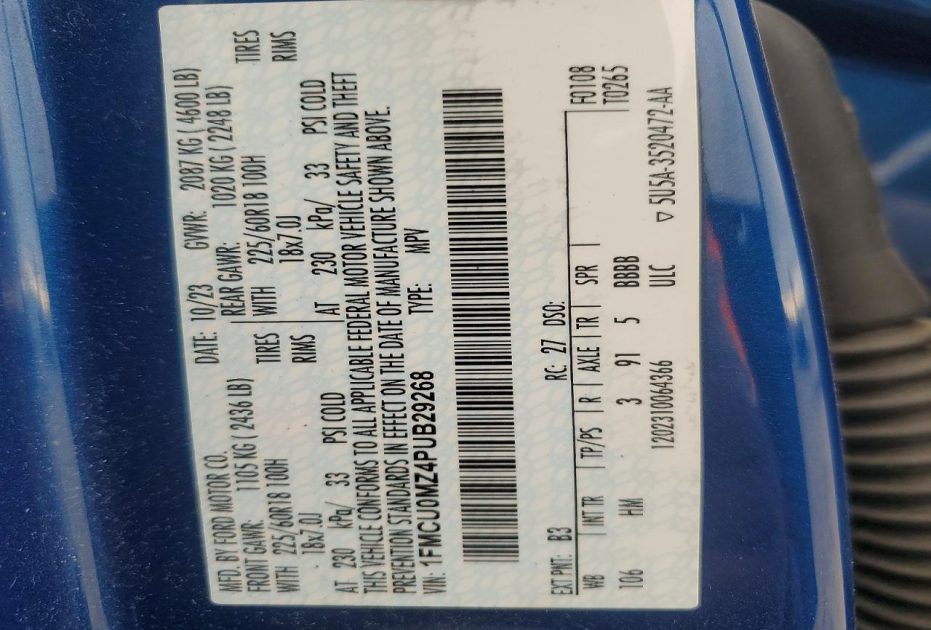 MFD. BY FORD MOTOR CO.
DATE: 10/23 GVWR: 2087 KG ( 4600 LB)
FRONT GAWR: 1105 KG ( 2436 LB)
REAR GAWR: 1020 KG ( 2248 LB)
WITH 225/60R18 100H TIRES
WITH 225/60R18 100H TIRES
18x7.0J RIMS
18x7.0J RIMS
AT 230 kPa/ 33 PSI COLD
AT 230 kPa/ 33 PSI COLD
THIS VEHICLE CONFORMS TO ALL APPLICABLE FEDERAL MOTOR VEHICLE SAFETY AND THEFT
PREVENTION STANDARDS IN EFFECT ON THE DATE OF MANUFACTURE SHOWN ABOVE.
VIN: 1FMCU0MZ4PUB29268 TYPE: MPV
F0108
T0265
EXT PNT: B3 RC: 27 DSO:
WB INT TR TP/PS R AXLE TR SPR
106 HM 3 91 5 BBBB
1202310064366 ULC ▽ 5U5A-3520472-AA